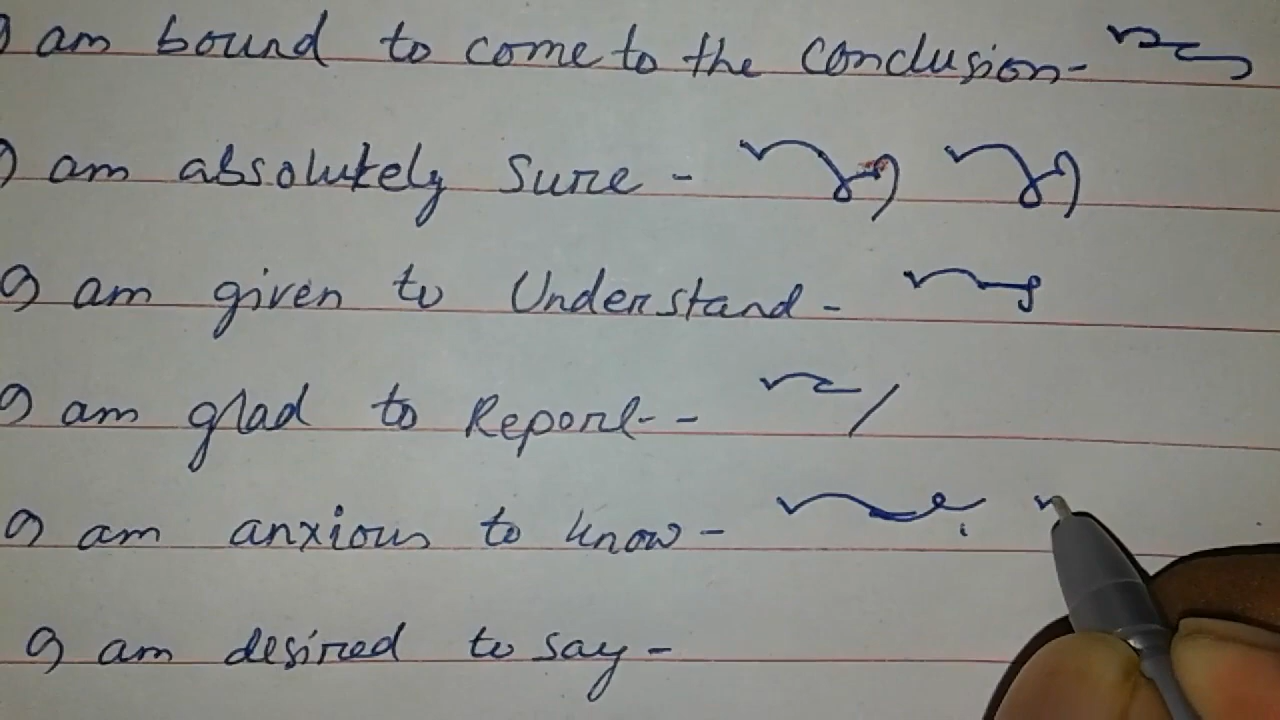 I am bound to come to the conclusion-
I am absolutely sure -
I am given to Understand -
I am glad to Report--
I am anxious to know-
I am desired to say-